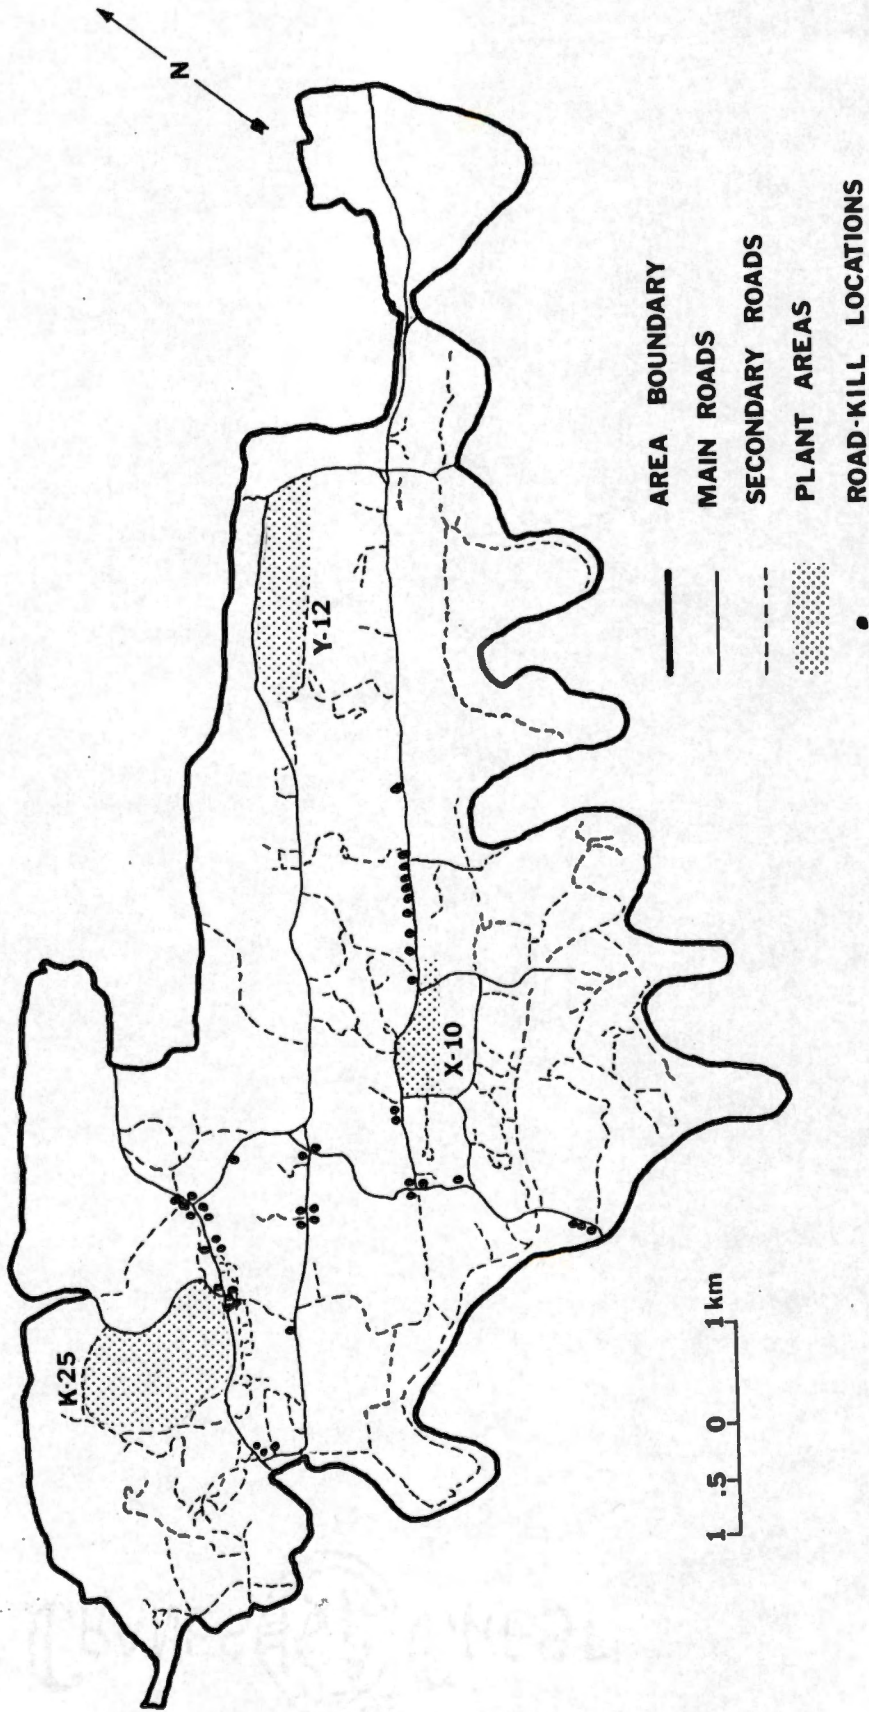 N
K-25
Y-12
X-10
AREA BOUNDARY
MAIN ROADS
SECONDARY ROADS
PLANT AREAS
ROAD-KILL LOCATIONS
1 .5 0 1 km